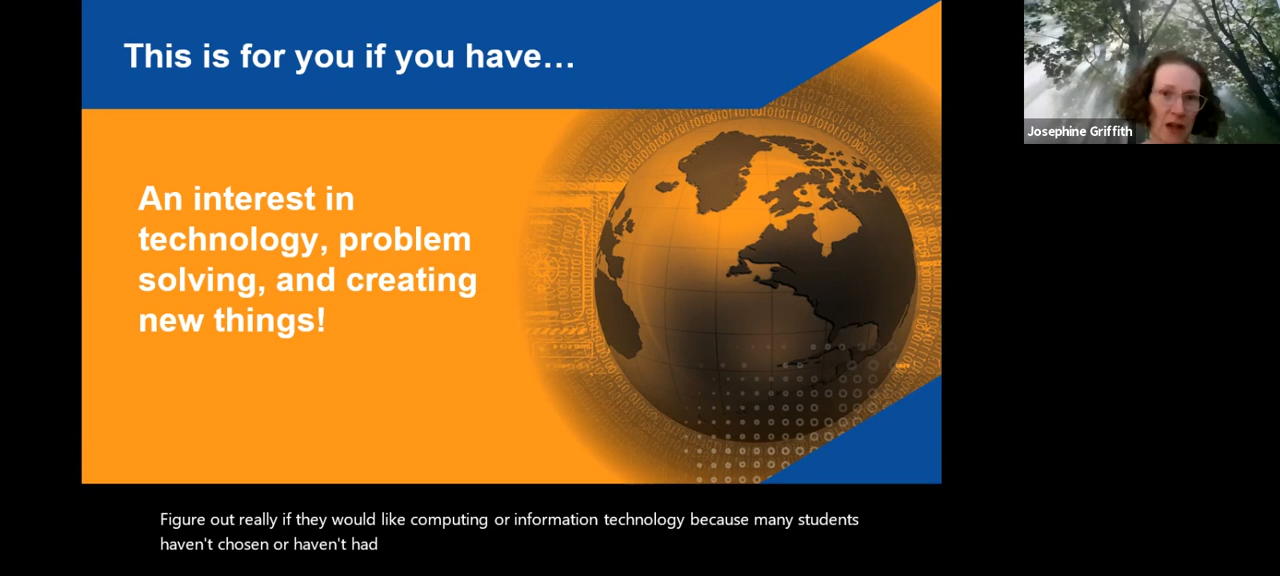 This is for you if you have…
An interest in
technology, problem
solving, and creating
new things!
Josephine Griffith
Figure out really if they would like computing or information technology because many students
haven't chosen or haven't had